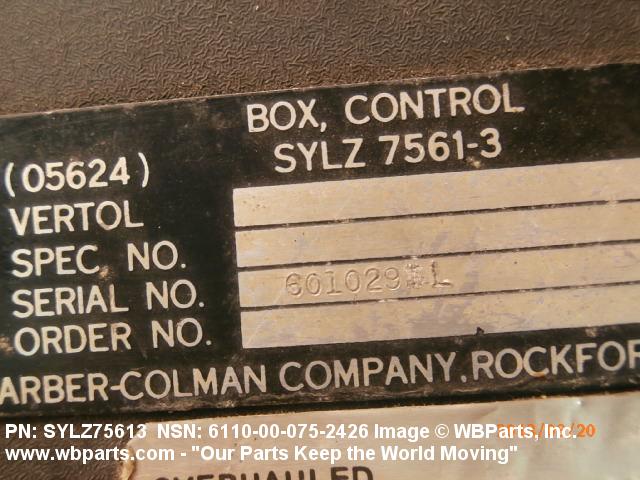 BOX, CONTROL
SYLZ 7561-3
(05624)
VERTOL
SPEC NO.
SERIAL NO.
ORDER NO.
ARBER-COLMAN COMPANY, ROCKFOR
PN: SYLZ75613 NSN: 6110-00-075-2426 Image © WBParts, Inc.
www.wbparts.com - "Our Parts Keep the World Moving"
OVERHAULED